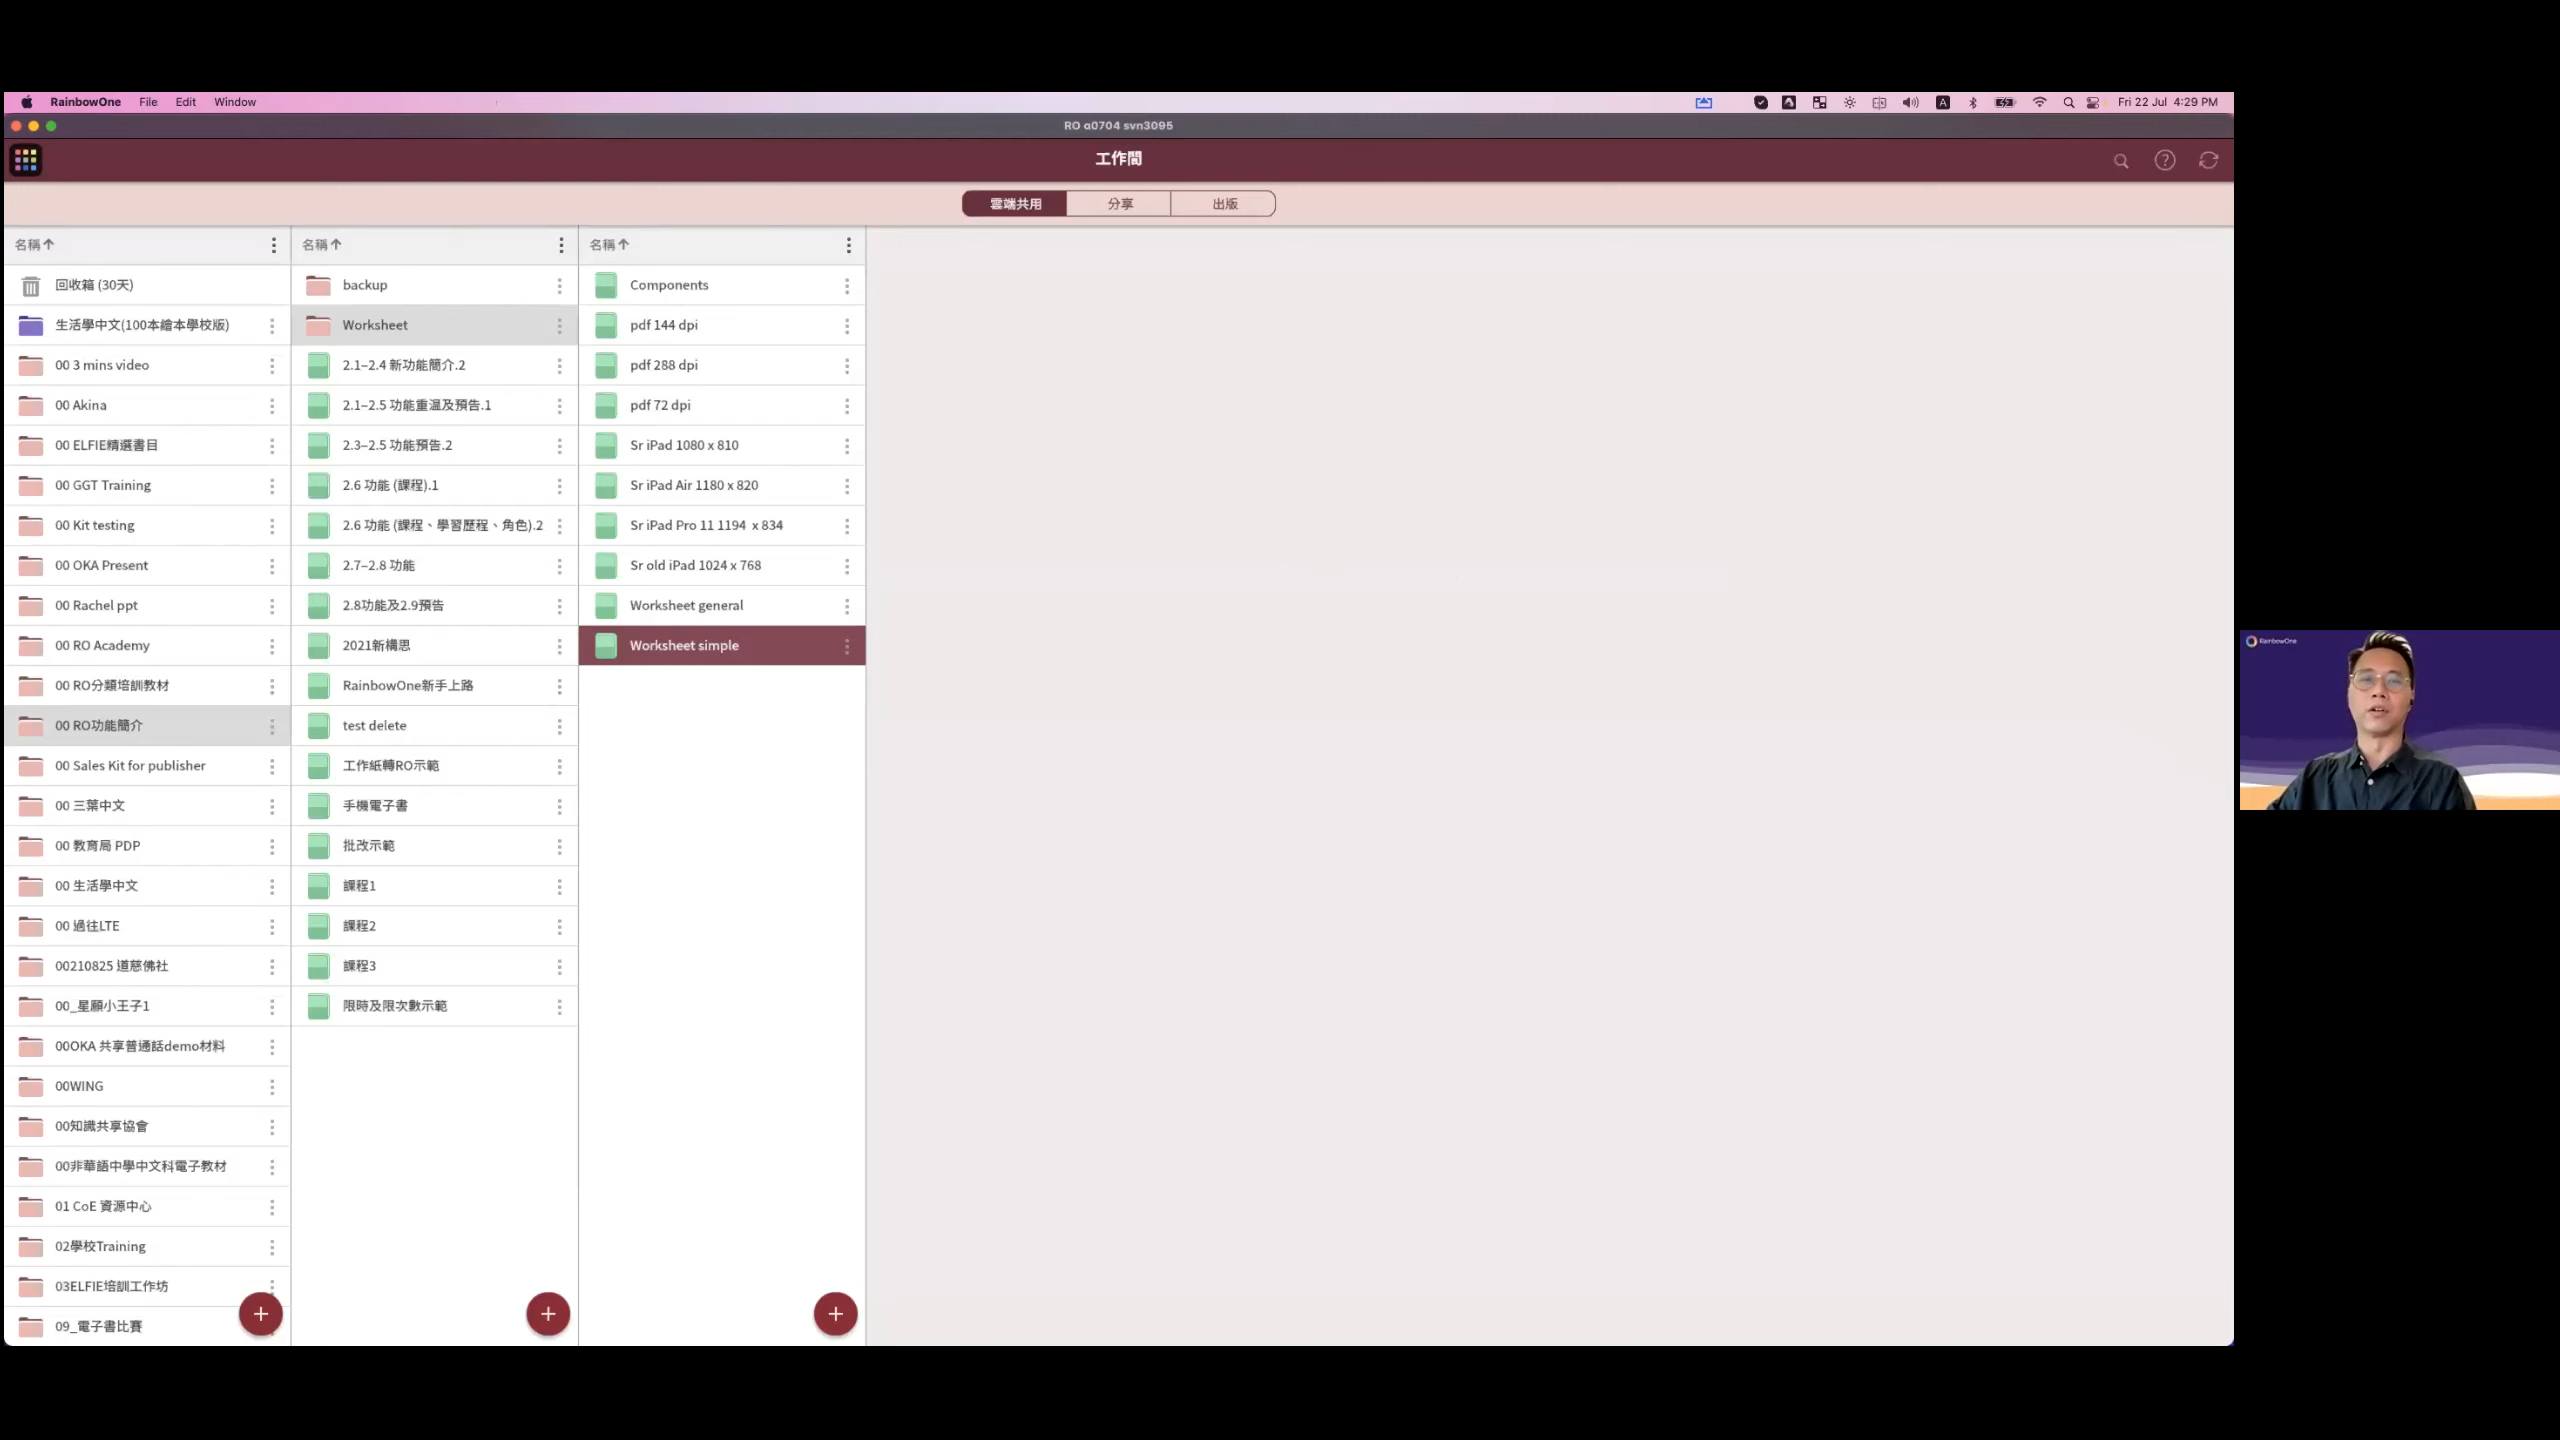 RainbowOne File Edit Window
A
Fri 22 Jul 4:29 PM
RO a0704 svn3095
工作間
雲端共用 分享 出版
名稱↑
回收箱 (30天)
生活學中文(100本繪本學校版)
00 3 mins video
00 Akina
00 ELFIE精選書目
00 GGT Training
00 Kit testing
00 OKA Present
00 Rachel ppt
00 RO Academy
00 RO分類培訓教材
00 RO功能簡介
00 Sales Kit for publisher
00 三葉中文
00 教育局 PDP
00 生活學中文
00 過往LTE
00210825 道慈佛社
00_星願小王子1
00OKA 共享普通話demo材料
00WING
00知識共享協會
00非華語中學中文科電子教材
01 CoE 資源中心
02學校Training
03ELFIE培訓工作坊
09_電子書比賽
名稱↑
backup
Worksheet
2.1–2.4 新功能簡介.2
2.1–2.5 功能重温及預告.1
2.3–2.5 功能預告.2
2.6 功能 (課程).1
2.6 功能 (課程、學習歷程、角色).2
2.7–2.8 功能
2.8功能及2.9預告
2021新構思
RainbowOne新手上路
test delete
工作紙轉RO示範
手機電子書
批改示範
課程1
課程2
課程3
限時及限次數示範
名稱↑
Components
pdf 144 dpi
pdf 288 dpi
pdf 72 dpi
Sr iPad 1080 x 810
Sr iPad Air 1180 x 820
Sr iPad Pro 11 1194 x 834
Sr old iPad 1024 x 768
Worksheet general
Worksheet simple
RainbowOne